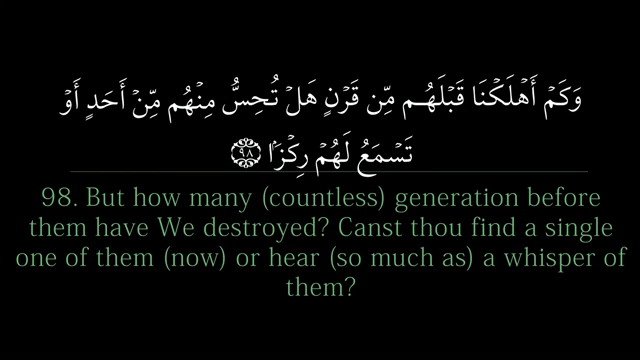 وَكَمْ أَهْلَكْنَا قَبْلَهُم مِّن قَرْنٍ هَلْ تُحِسُّ مِنْهُم مِّنْ أَحَدٍ أَوْ
تَسْمَعُ لَهُمْ رِكْزًۢا ۝٩٨
98. But how many (countless) generation before
them have We destroyed? Canst thou find a single
one of them (now) or hear (so much as) a whisper of
them?